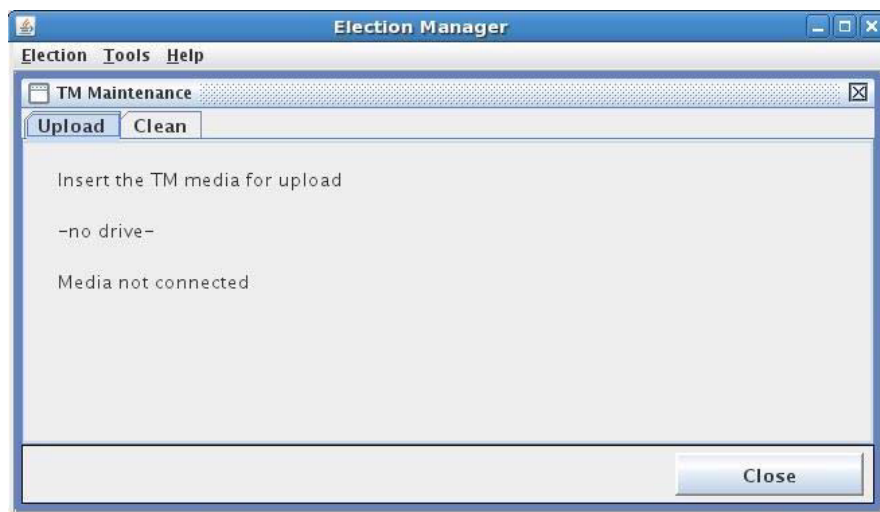 Election Manager
Election Tools Help
TM Maintenance
Upload Clean
Insert the TM media for upload
-no drive-
Media not connected
Close